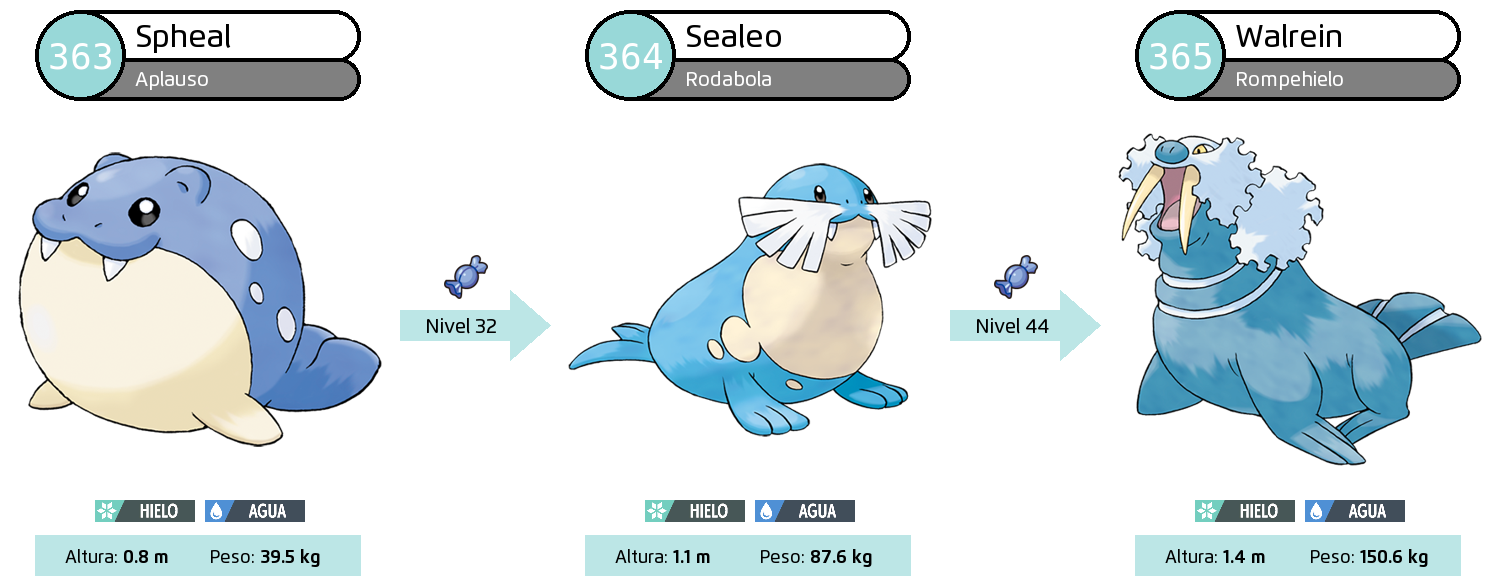 363
Spheal
Aplauso
364
Sealeo
Rodabola
365
Walrein
Rompehielo
Nivel 32
Nivel 44
HIELO AGUA
HIELO AGUA
HIELO AGUA
Altura: 0.8 m Peso: 39.5 kg
Altura: 1.1 m Peso: 87.6 kg
Altura: 1.4 m Peso: 150.6 kg